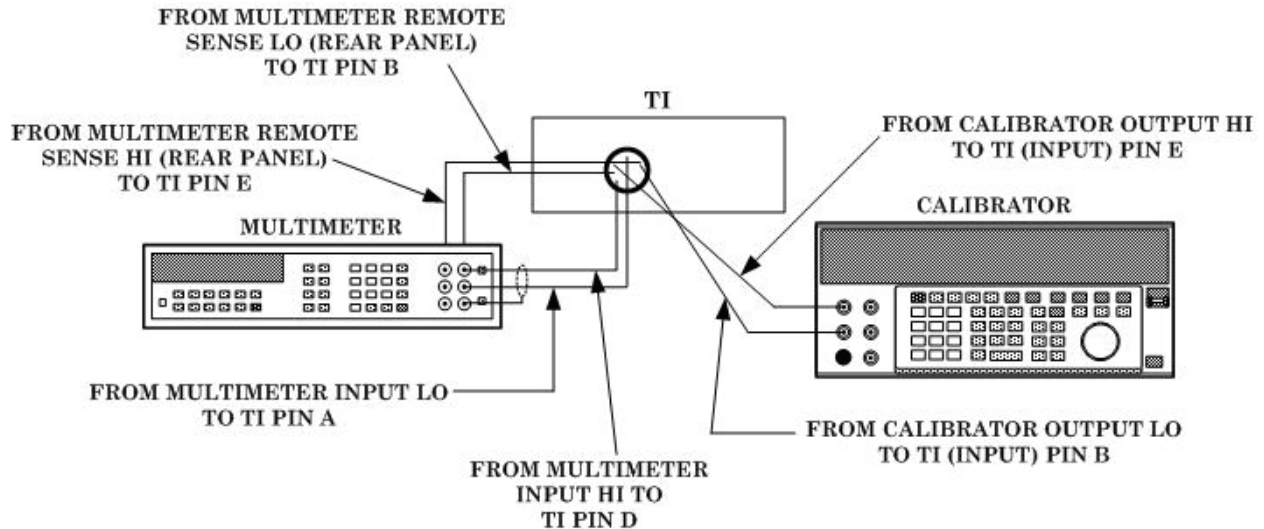 FROM MULTIMETER REMOTE
SENSE LO (REAR PANEL)
TO TI PIN B
TI
FROM MULTIMETER REMOTE
SENSE HI (REAR PANEL)
TO TI PIN E
FROM CALIBRATOR OUTPUT HI
TO TI (INPUT) PIN E
MULTIMETER
CALIBRATOR
FROM MULTIMETER INPUT LO
TO TI PIN A
FROM MULTIMETER
INPUT HI TO
TI PIN D
FROM CALIBRATOR OUTPUT LO
TO TI (INPUT) PIN B